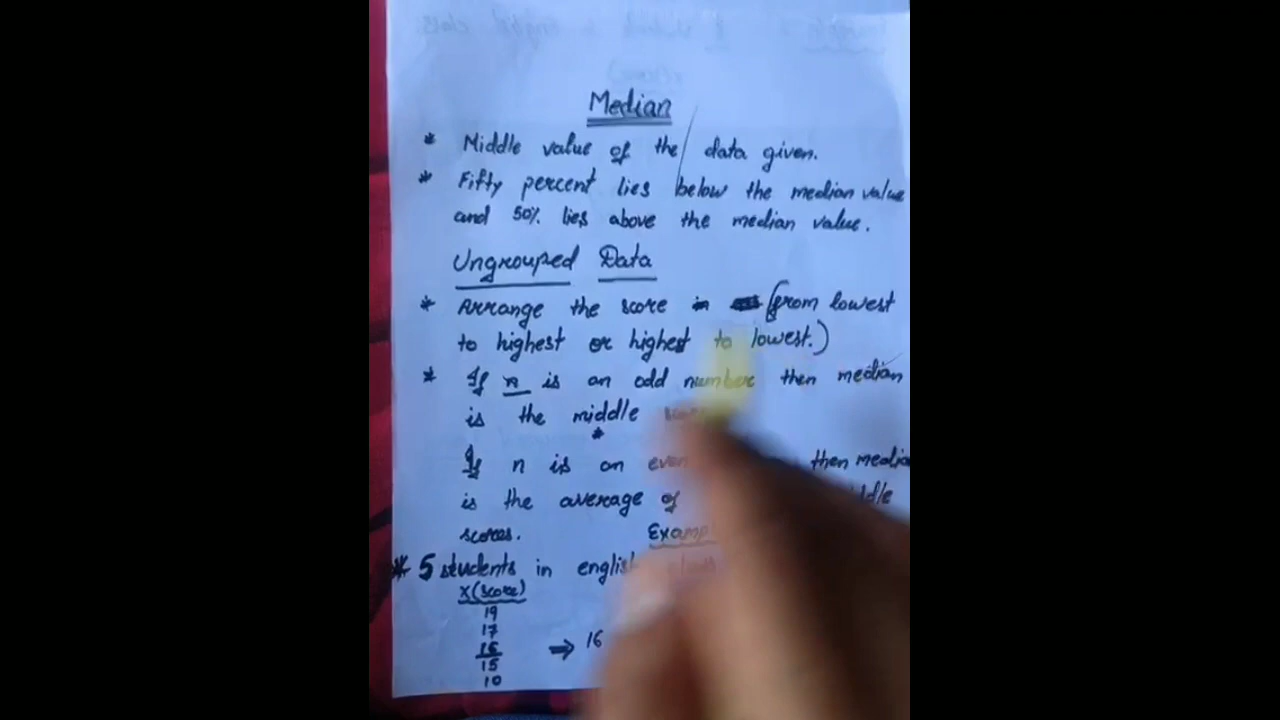 Median
* Middle value of the data given.
* Fifty percent lies below the median value
and 50% lies above the median value.
Ungrouped Data
* Arrange the score in (from lowest
to highest or highest to lowest.)
* If n is an odd number then median
is the middle
*
If n is an even then
is the average of
scores.
* 5 students in
X(score)
19
17
16
15
10
⇒ 16